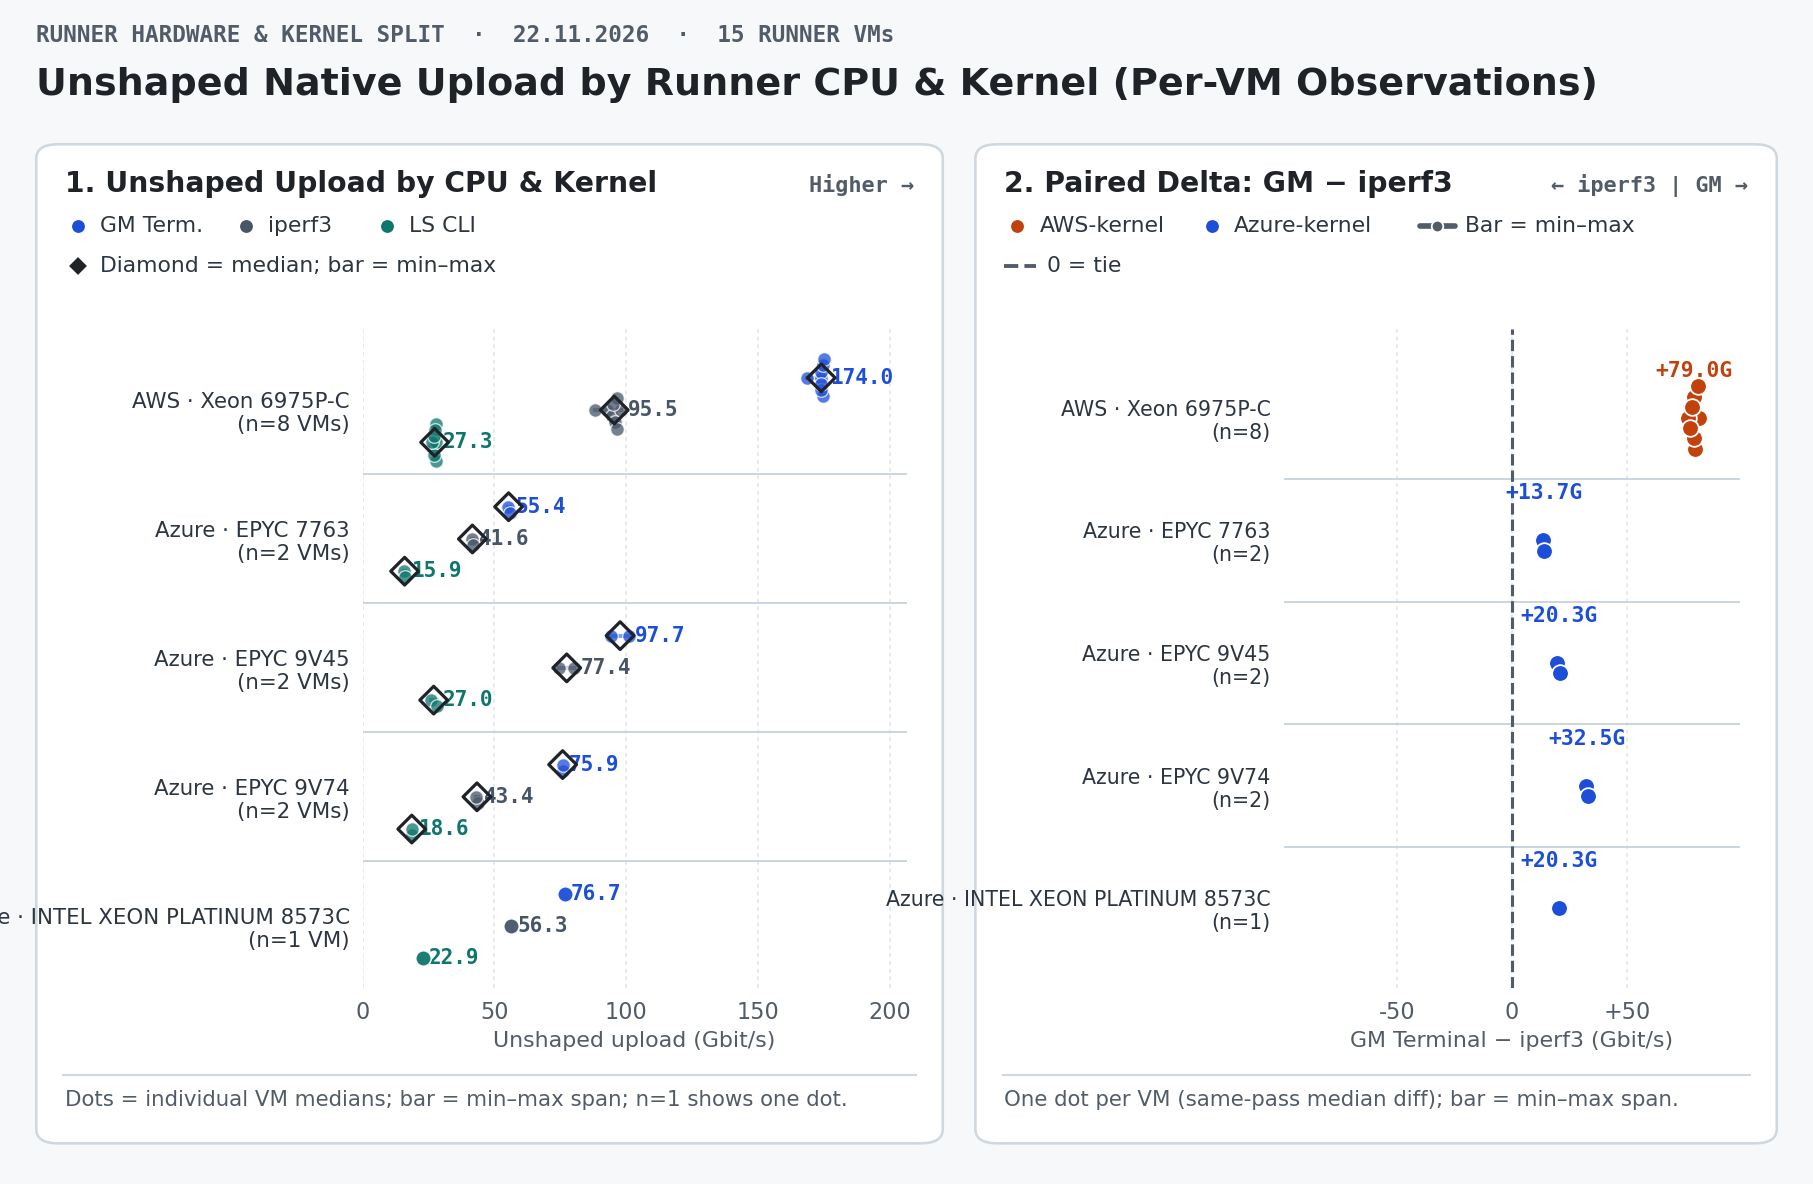 RUNNER HARDWARE & KERNEL SPLIT · 22.11.2026 · 15 RUNNER VMs
Unshaped Native Upload by Runner CPU & Kernel (Per-VM Observations)
1. Unshaped Upload by CPU & Kernel
Higher →
GM Term.
iperf3
LS CLI
Diamond = median; bar = min–max
AWS · Xeon 6975P-C
(n=8 VMs)
174.0
95.5
27.3
Azure · EPYC 7763
(n=2 VMs)
55.4
41.6
15.9
Azure · EPYC 9V45
(n=2 VMs)
97.7
77.4
27.0
Azure · EPYC 9V74
(n=2 VMs)
75.9
43.4
18.6
e · INTEL XEON PLATINUM 8573C
(n=1 VM)
76.7
56.3
22.9
0 50 100 150 200
Unshaped upload (Gbit/s)
Dots = individual VM medians; bar = min–max span; n=1 shows one dot.
2. Paired Delta: GM − iperf3
← iperf3 | GM →
AWS-kernel
Azure-kernel
Bar = min–max
0 = tie
AWS · Xeon 6975P-C
(n=8)
+79.0G
Azure · EPYC 7763
(n=2)
+13.7G
Azure · EPYC 9V45
(n=2)
+20.3G
Azure · EPYC 9V74
(n=2)
+32.5G
Azure · INTEL XEON PLATINUM 8573C
(n=1)
+20.3G
-50 0 +50
GM Terminal − iperf3 (Gbit/s)
One dot per VM (same-pass median diff); bar = min–max span.